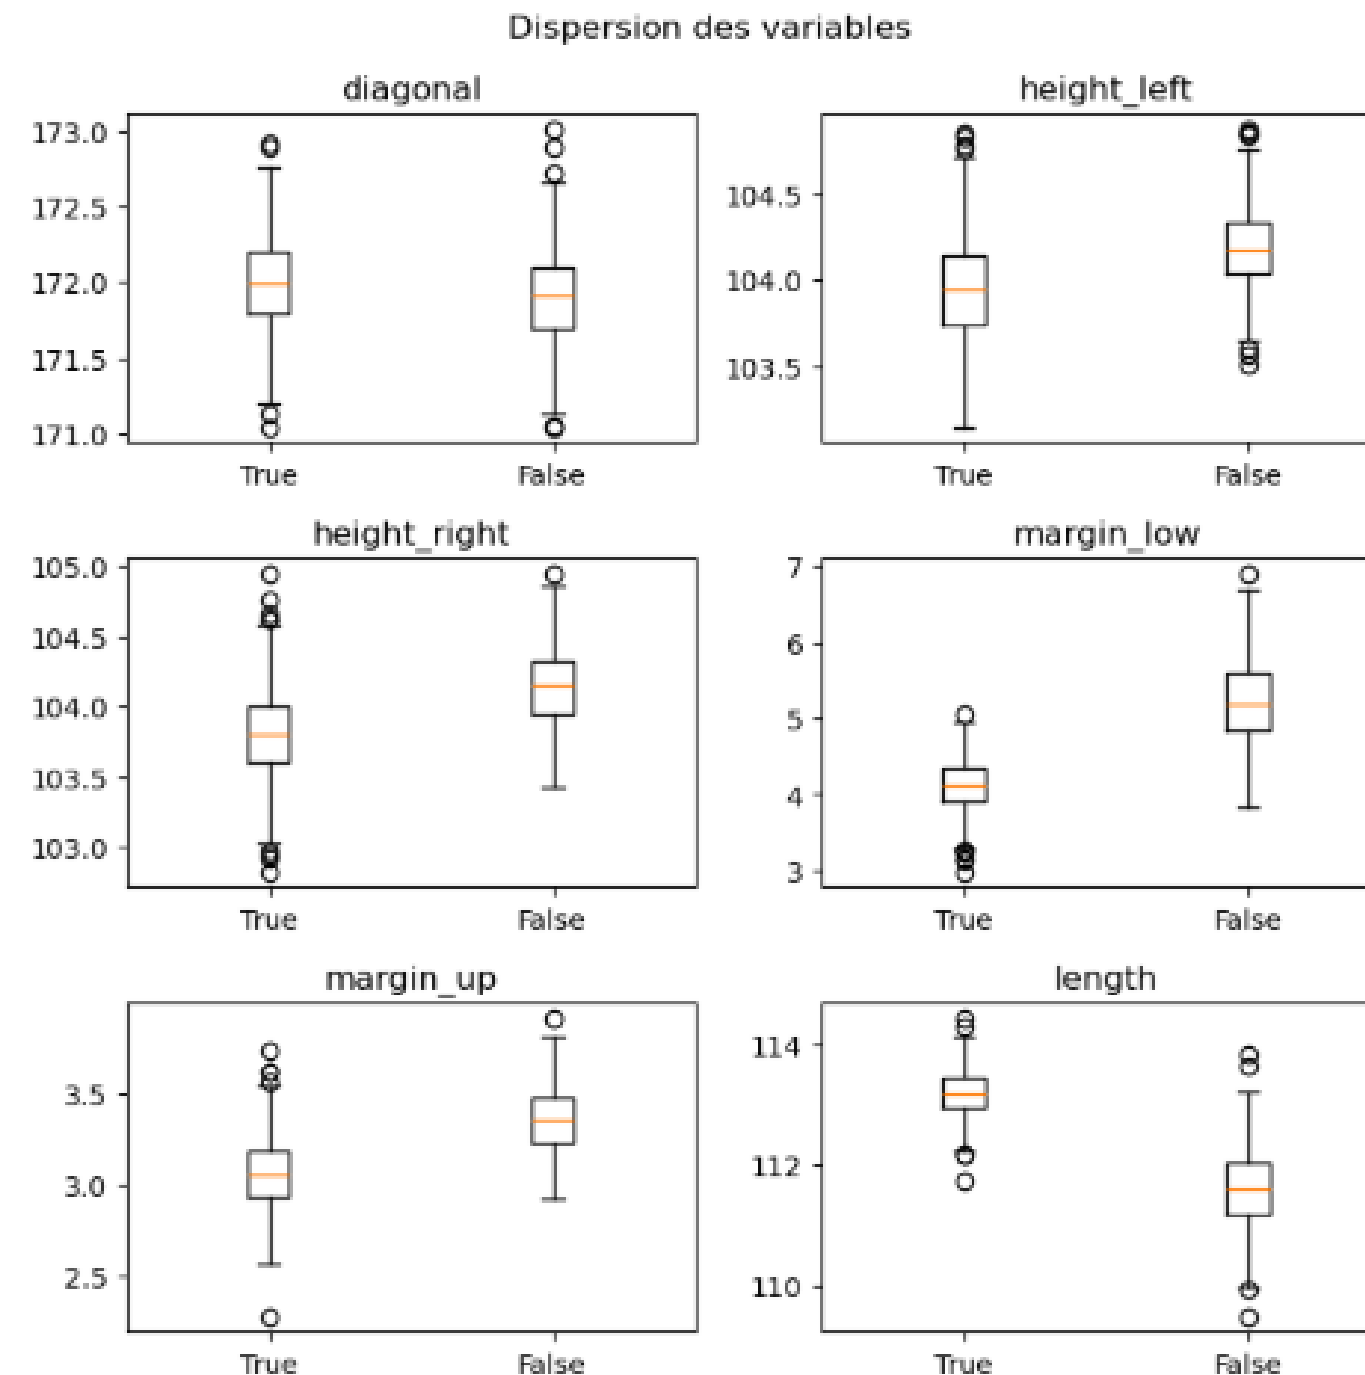 Dispersion des variables
diagonal
173.0
172.5
172.0
171.5
171.0
True False
height_left
104.5
104.0
103.5
True False
height_right
105.0
104.5
104.0
103.5
103.0
True False
margin_low
7
6
5
4
3
True False
margin_up
3.5
3.0
2.5
True False
length
114
112
110
True False